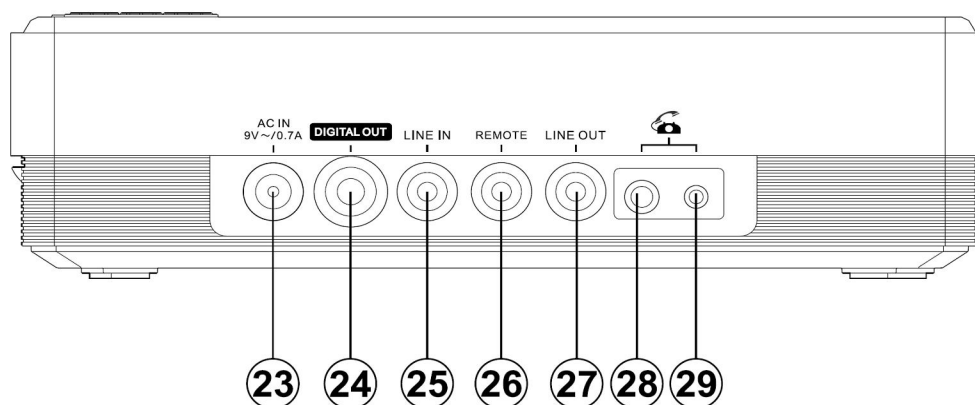 AC IN
9V～/0.7A
DIGITAL OUT
LINE IN
REMOTE
LINE OUT
23
24
25
26
27
28
29